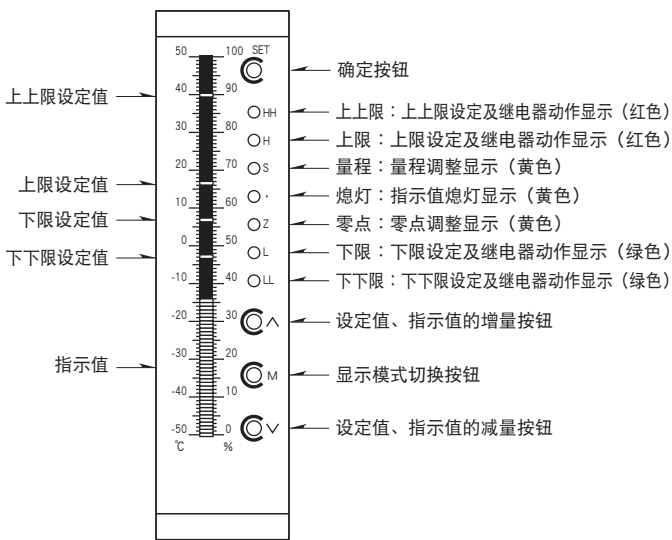 50 100 SET
确定按钮
40 90
上上限设定值
HH 上上限：上上限设定及继电器动作显示（红色）
30 80
H 上限：上限设定及继电器动作显示（红色）
20 70
S 量程：量程调整显示（黄色）
上限设定值
· 熄灯：指示值熄灯显示（黄色）
10 60
下限设定值
Z 零点：零点调整显示（黄色）
0 50
下下限设定值
L 下限：下限设定及继电器动作显示（绿色）
-10 40
LL 下下限：下下限设定及继电器动作显示（绿色）
-20 30
设定值、指示值的增量按钮
-30 20
指示值
M 显示模式切换按钮
-40 10
-50 0
设定值、指示值的减量按钮
℃ %